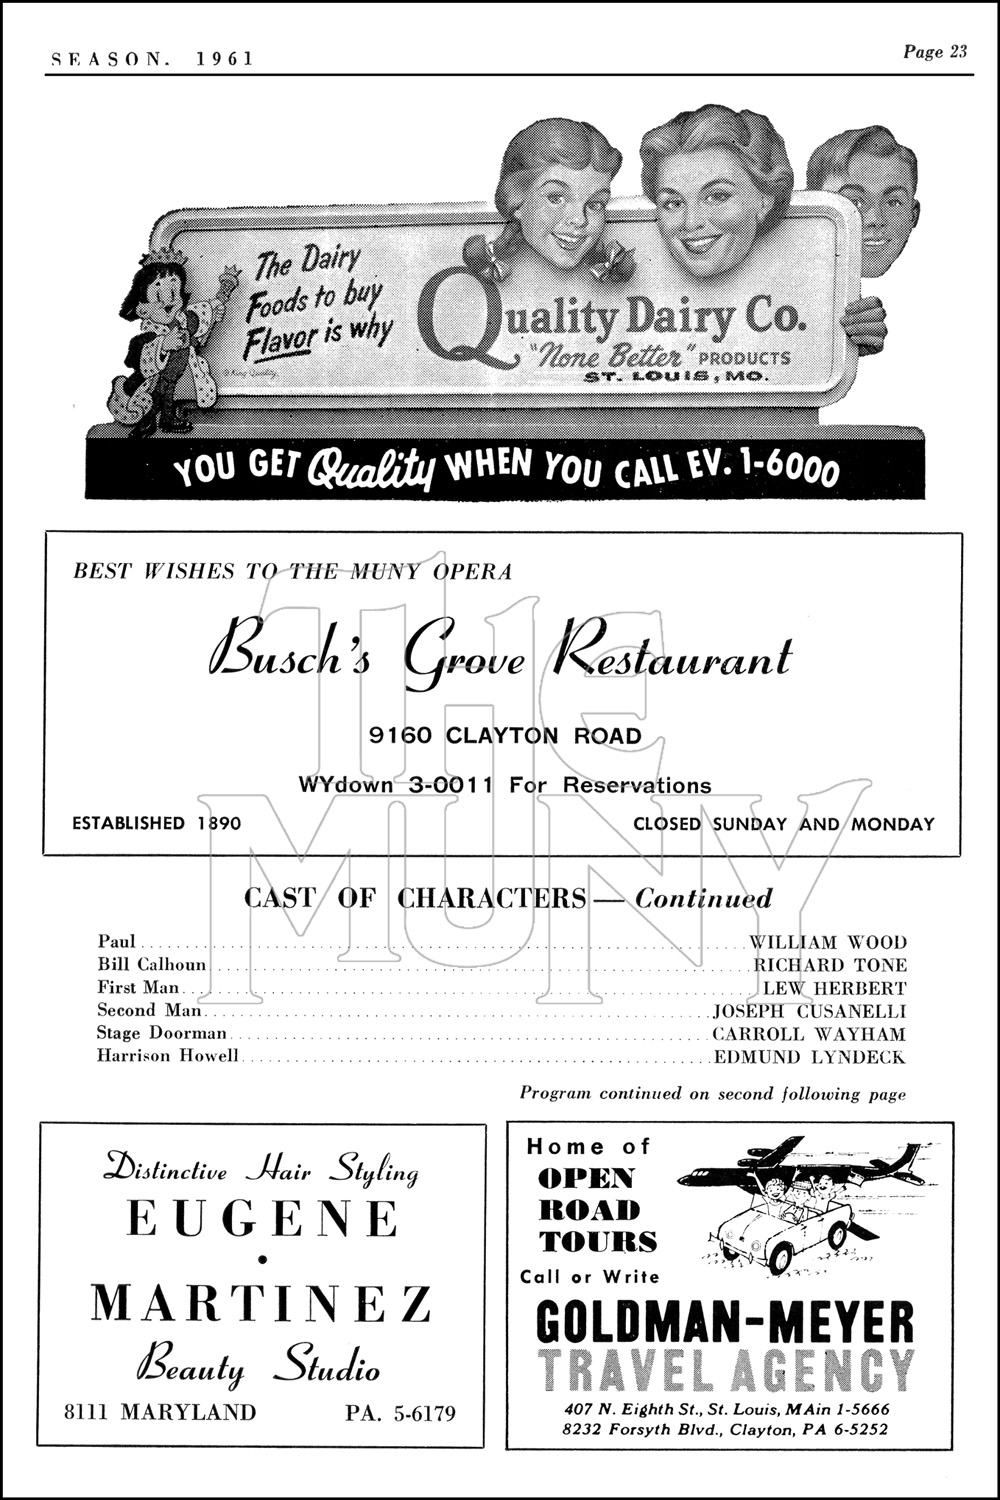 SEASON. 1961
Page 23
The Dairy
Foods to buy
Flavor is why
© King Quality
Quality Dairy Co.
"None Better" PRODUCTS
ST. LOUIS, MO.
YOU GET Quality WHEN YOU CALL EV. 1-6000
BEST WISHES TO THE MUNY OPERA
Busch's Grove Restaurant
9160 CLAYTON ROAD
WYdown 3-0011 For Reservations
ESTABLISHED 1890
CLOSED SUNDAY AND MONDAY
THE
MUNY
CAST OF CHARACTERS — Continued
Paul WILLIAM WOOD
Bill Calhoun RICHARD TONE
First Man LEW HERBERT
Second Man JOSEPH CUSANELLI
Stage Doorman CARROLL WAYHAM
Harrison Howell EDMUND LYNDECK
Program continued on second following page
Distinctive Hair Styling
EUGENE
•
MARTINEZ
Beauty Studio
8111 MARYLAND PA. 5-6179
Home of
OPEN
ROAD
TOURS
Call or Write
GOLDMAN-MEYER
TRAVEL AGENCY
407 N. Eighth St., St. Louis, MAin 1-5666
8232 Forsyth Blvd., Clayton, PA 6-5252